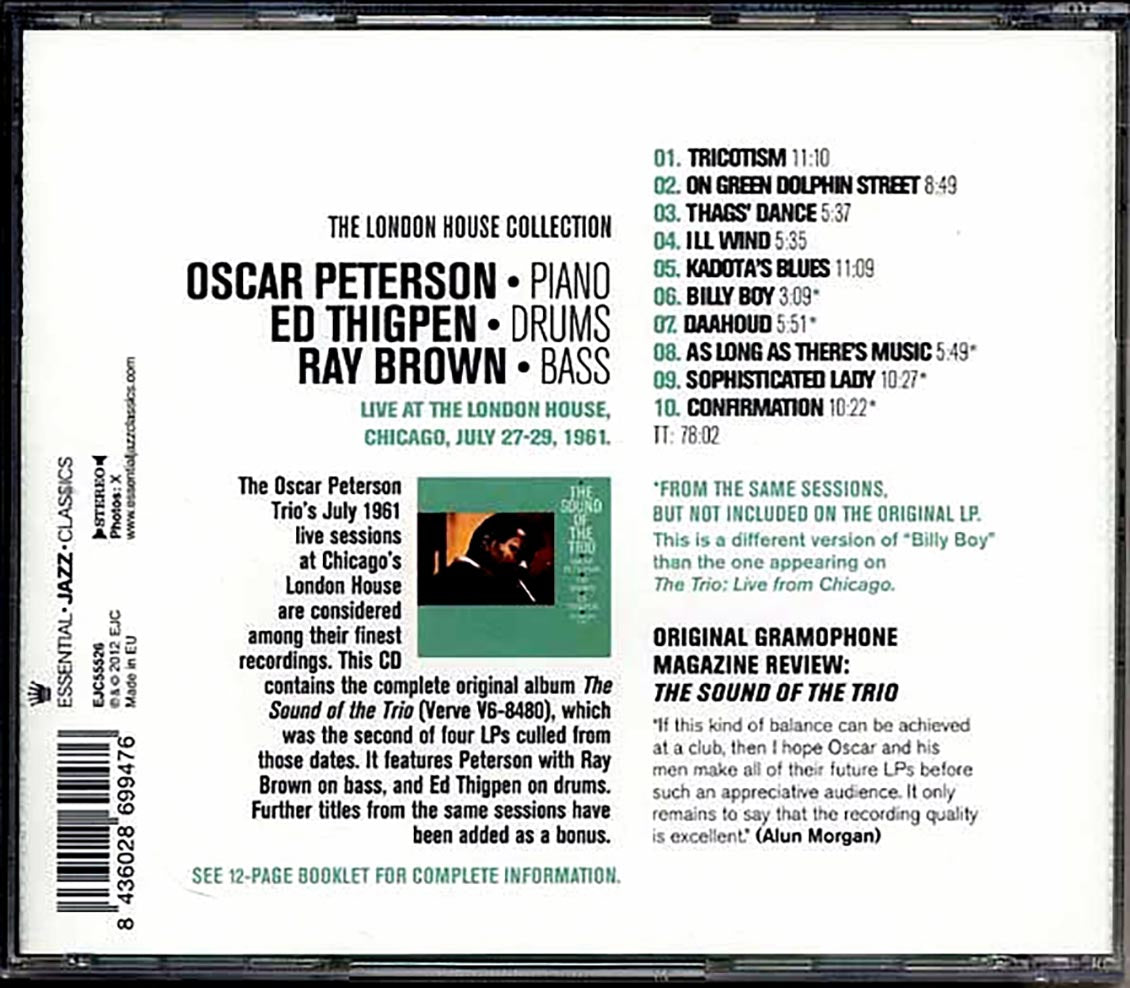 THE LONDON HOUSE COLLECTION
OSCAR PETERSON • PIANO
ED THIGPEN • DRUMS
RAY BROWN • BASS
LIVE AT THE LONDON HOUSE,
CHICAGO, JULY 27-29, 1961.
The Oscar Peterson
Trio's July 1961
live sessions
at Chicago's
London House
are considered
among their finest
recordings. This CD
contains the complete original album The
Sound of the Trio (Verve V6-8480), which
was the second of four LPs culled from
those dates. It features Peterson with Ray
Brown on bass, and Ed Thigpen on drums.
Further titles from the same sessions have
been added as a bonus.
SEE 12-PAGE BOOKLET FOR COMPLETE INFORMATION.
THE
SOUND
OF
THE
TRIO
01. TRICOTISM 11:10
02. ON GREEN DOLPHIN STREET 8:49
03. THAGS' DANCE 5:37
04. ILL WIND 5:35
05. KADOTA'S BLUES 11:09
06. BILLY BOY 3:09*
07. DAAHOUD 5:51*
08. AS LONG AS THERE'S MUSIC 5:49*
09. SOPHISTICATED LADY 10:27*
10. CONFIRMATION 10:22*
TT: 78:02
*FROM THE SAME SESSIONS,
BUT NOT INCLUDED ON THE ORIGINAL LP.
This is a different version of "Billy Boy"
than the one appearing on
The Trio: Live from Chicago.
ORIGINAL GRAMOPHONE
MAGAZINE REVIEW:
THE SOUND OF THE TRIO
"If this kind of balance can be achieved
at a club, then I hope Oscar and his
men make all of their future LPs before
such an appreciative audience. It only
remains to say that the recording quality
is excellent." (Alun Morgan)
ESSENTIAL • JAZZ • CLASSICS
STEREO
Photos: X
www.essentialjazzclassics.com
EJC55526
℗ & © 2012 EJC
Made in EU
8 436028 699476